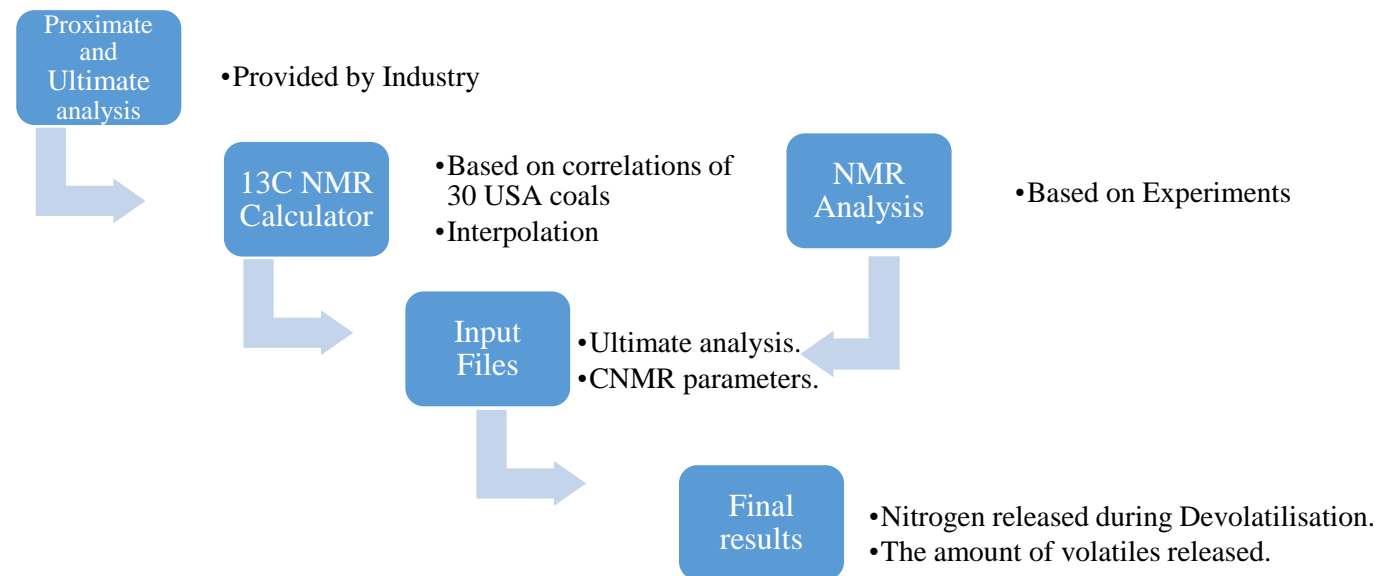 Proximate
and
Ultimate
analysis
•Provided by Industry
13C NMR
Calculator
•Based on correlations of
30 USA coals
•Interpolation
NMR
Analysis
•Based on Experiments
Input
Files
•Ultimate analysis.
•CNMR parameters.
Final
results
•Nitrogen released during Devolatilisation.
•The amount of volatiles released.